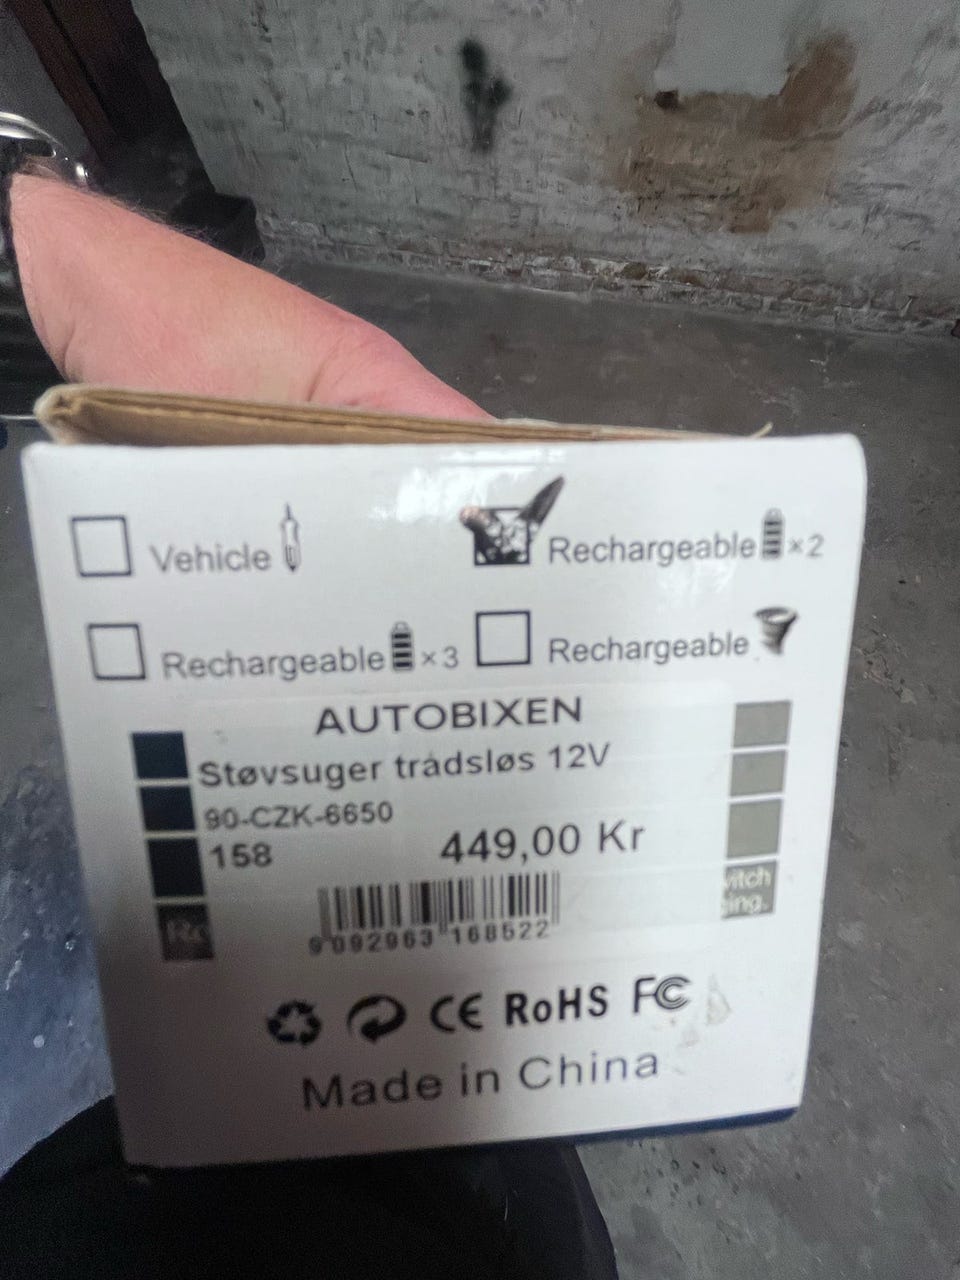 Vehicle
Rechargeable ×2
Rechargeable ×3
Rechargeable
AUTOBIXEN
Støvsuger trådsløs 12V
90-CZK-6650
158
449,00 Kr
9 092963 168522
CE RoHS FC
Made in China